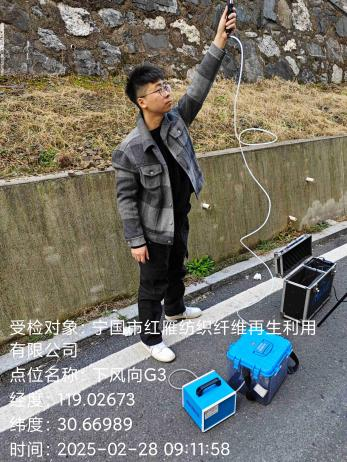 受检对象：宁国市红雁纺织纤维再生利用
有限公司
点位名称：下风向G3
经度：119.02673
纬度：30.66989
时间：2025-02-28 09:11:58